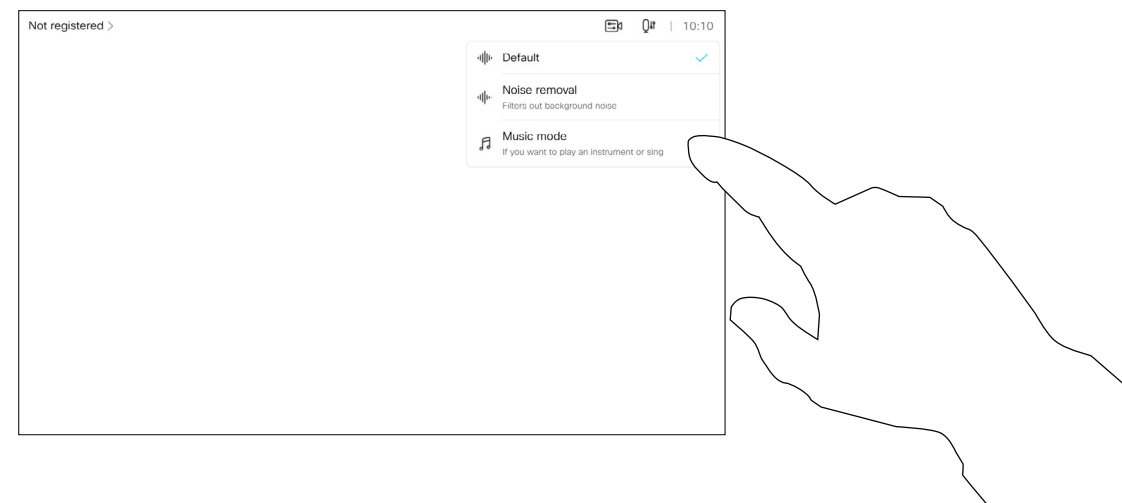 Not registered >
10:10
Default
Noise removal
Filters out background noise
Music mode
If you want to play an instrument or sing